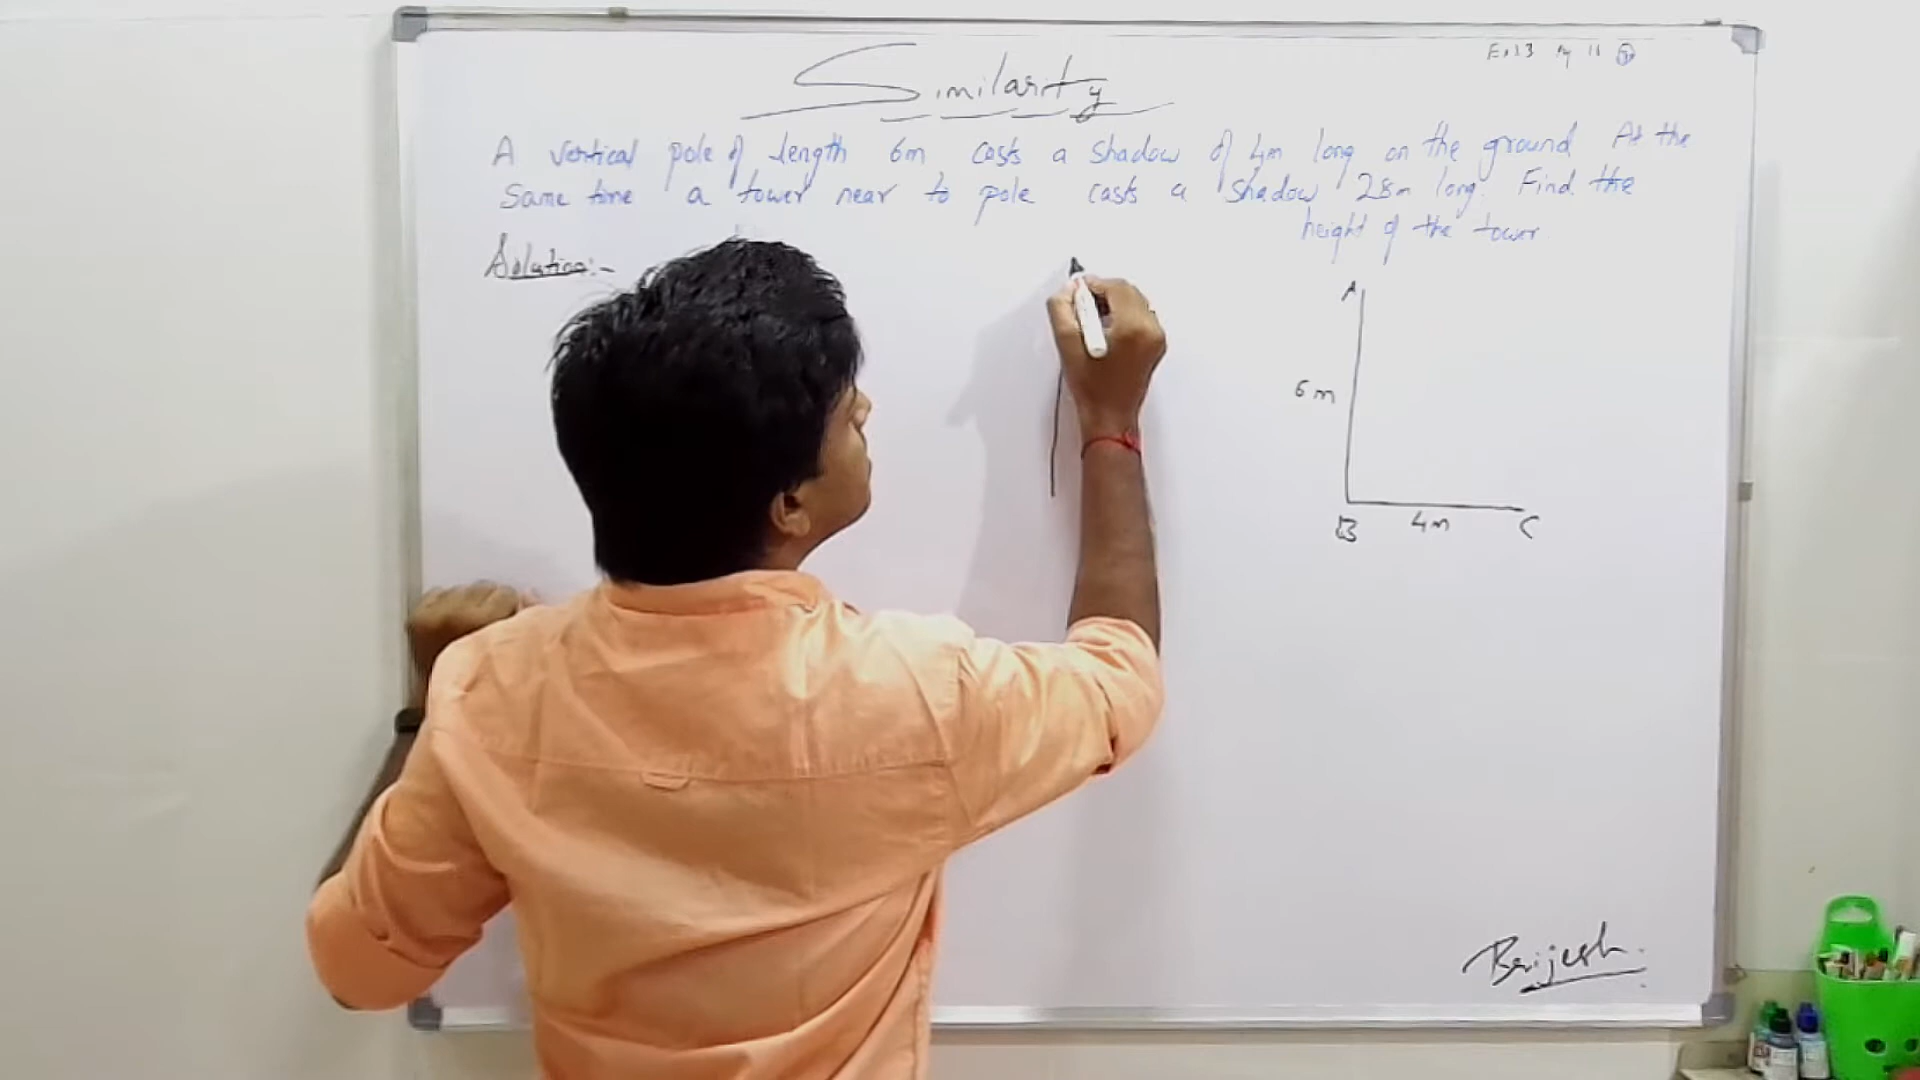 Ex 13 Pg 11
Similarity
A vertical pole of length 6m casts a shadow of 4m long on the ground At the
same time a tower near to pole casts a shadow 28m long. Find the
height of the tower.
Solution:-
A
6m
B 4m C
Brijesh.